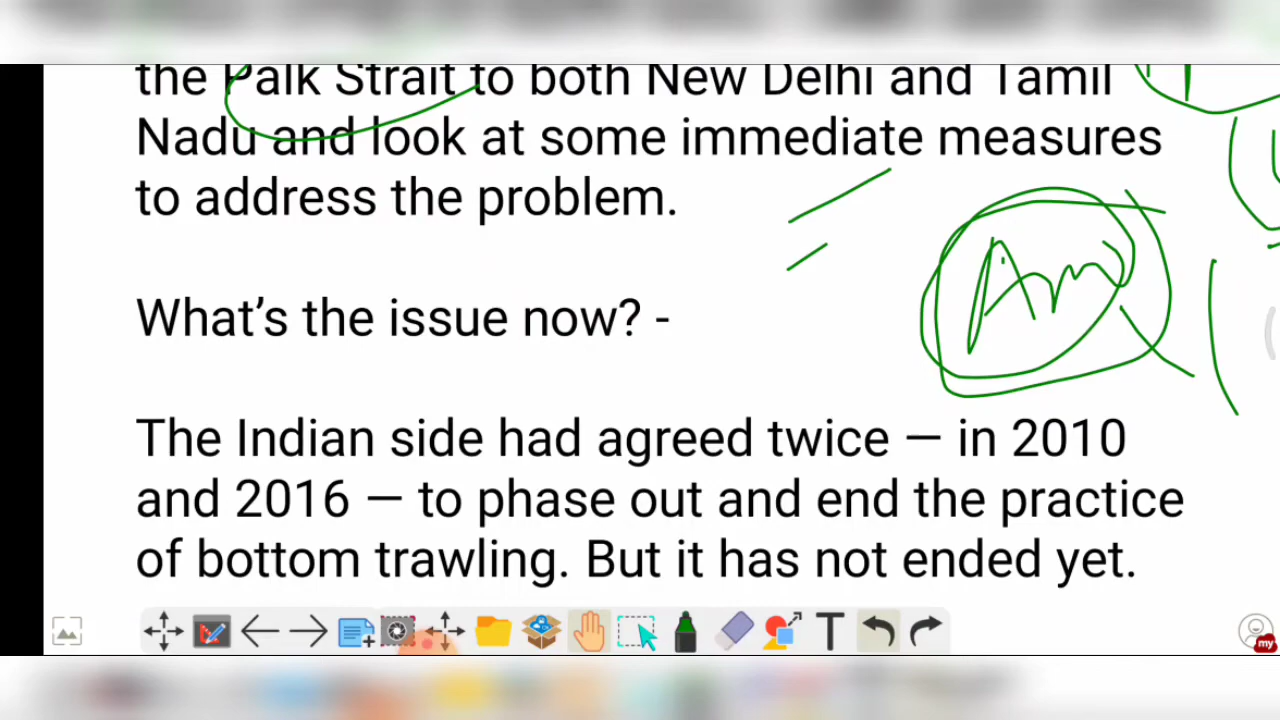 the Palk Strait to both New Delhi and Tamil
Nadu and look at some immediate measures
to address the problem.
What’s the issue now? -
The Indian side had agreed twice — in 2010
and 2016 — to phase out and end the practice
of bottom trawling. But it has not ended yet.
T
my